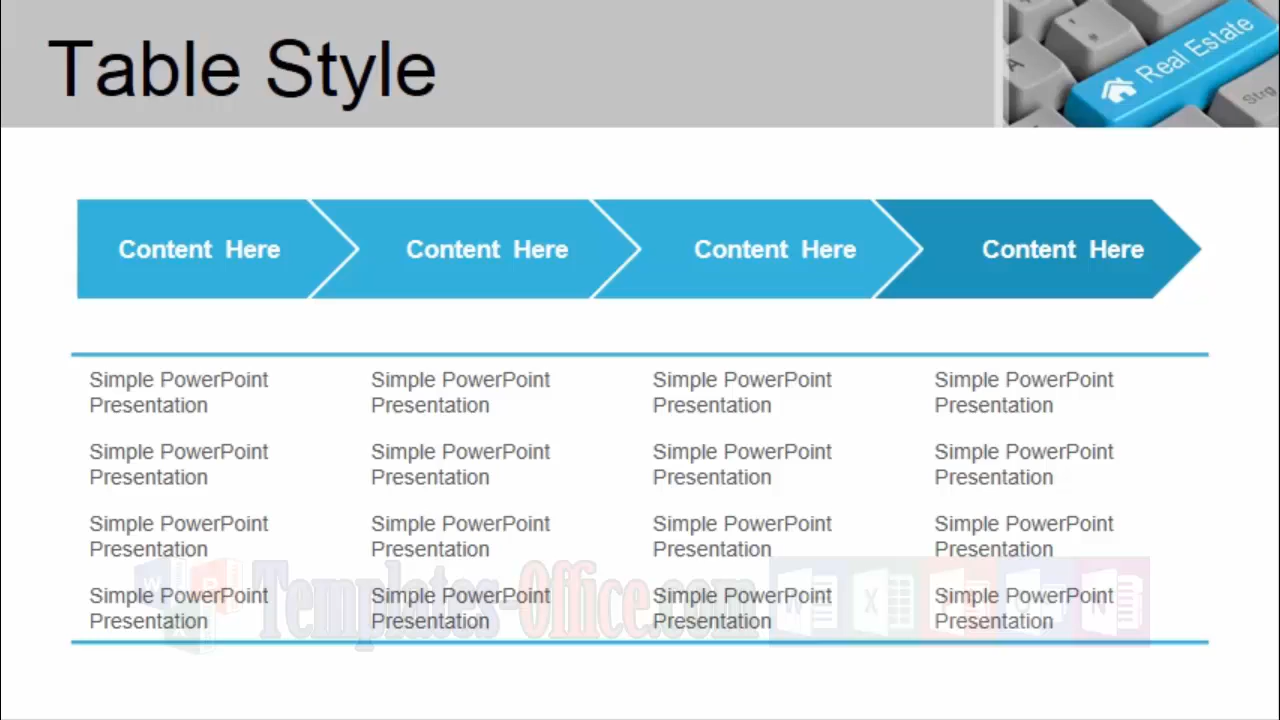 Table Style
A
Real Estate
Strg
Content Here
Content Here
Content Here
Content Here
Simple PowerPoint
Presentation
Simple PowerPoint
Presentation
Simple PowerPoint
Presentation
Simple PowerPoint
Presentation
Simple PowerPoint
Presentation
Simple PowerPoint
Presentation
Simple PowerPoint
Presentation
Simple PowerPoint
Presentation
Simple PowerPoint
Presentation
Simple PowerPoint
Presentation
Simple PowerPoint
Presentation
Simple PowerPoint
Presentation
Simple PowerPoint
Presentation
Simple PowerPoint
Presentation
Simple PowerPoint
Presentation
Simple PowerPoint
Presentation
Templates-Office.com